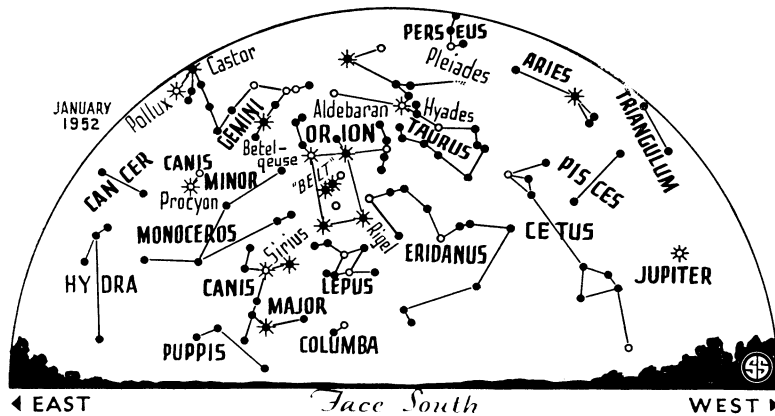 PERSEUS
Pleiades
ARIES
Castor
Pollux
JANUARY
1952
GEMINI
Aldebaran
Hyades
TRIANGULUM
ORION
TAURUS
Betel-
geuse
CANIS
MINOR
CANCER
"BELT"
PISCES
Procyon
MONOCEROS
Sirius
Rigel
ERIDANUS
CETUS
HYDRA
CANIS
MAJOR
LEPUS
JUPITER
PUPPIS
COLUMBA
SS
EAST
Face South
WEST